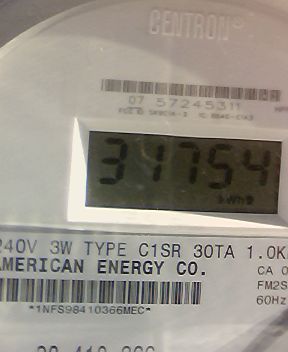 CENTRON
07 57245311
31754
kWh
240V 3W TYPE C1SR 30TA 1.0K
AMERICAN ENERGY CO.
CA 0
FM2S
60Hz
*1NFS98410366MEC*